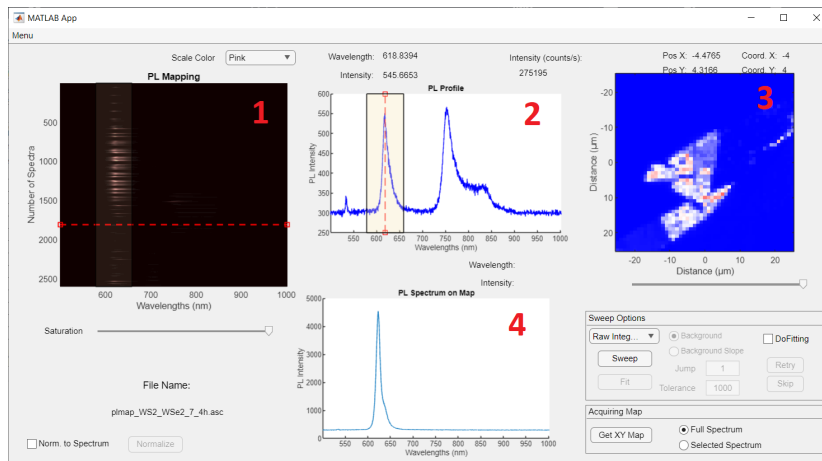 MATLAB App
Menu
Scale Color Pink
PL Mapping
1
500
1000
1500
2000
2500
Number of Spectra
600 700 800 900 1000
Wavelengths (nm)
Saturation
File Name:
plmap_WS2_WSe2_7_4h.asc
Norm. to Spectrum Normalize
Wavelength: 618.8394 Intensity (counts/s):
Intensity: 545.6653 275195
PL Profile
2
600
550
500
450
400
350
300
250
PL Intensity
550 600 650 700 750 800 850 900 950 1000
Wavelengths (nm)
Wavelength:
Intensity:
PL Spectrum on Map
4
5000
4000
3000
2000
1000
0
PL Intensity
550 600 650 700 750 800 850 900 950 1000
Wavelengths (nm)
Pos X: -4.4765 Coord. X: -4
Pos Y: 4.3166 Coord. Y: 4
3
-20
-10
0
10
20
Distance (µm)
-20 -10 0 10 20
Distance (µm)
Sweep Options
Raw Integ... Background DoFitting
Sweep Background Slope
Jump 1 Retry
Fit Tolerance 1000 Skip
Acquiring Map
Get XY Map Full Spectrum
Selected Spectrum